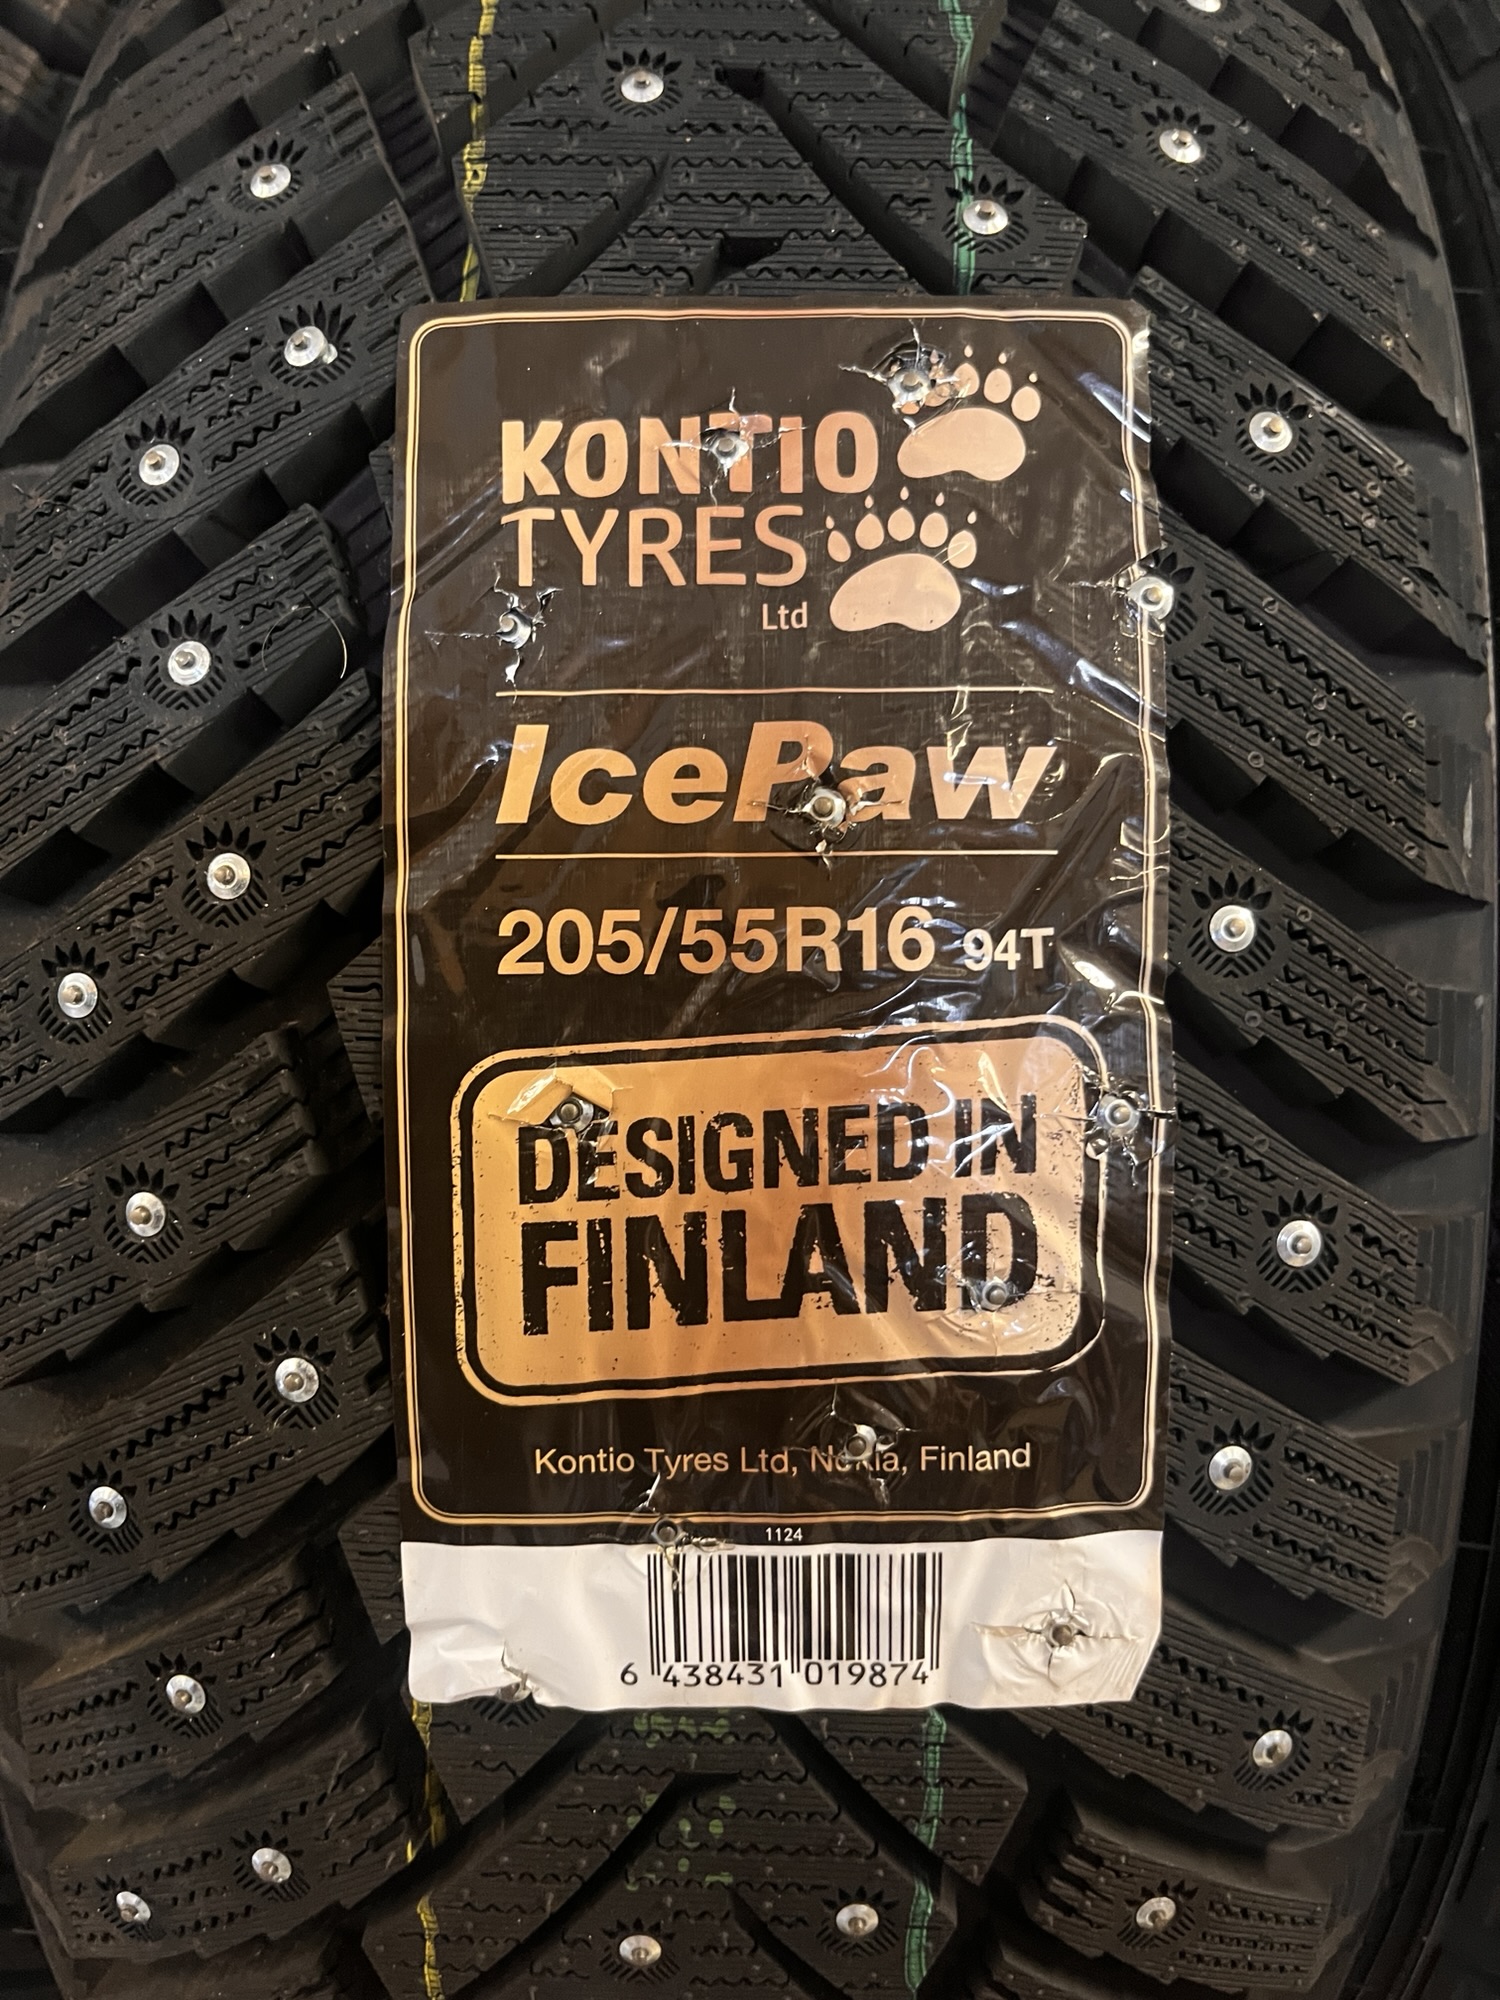 KONTIO
TYRES
Ltd
IcePaw
205/55R16 94T
DESIGNED IN
FINLAND
Kontio Tyres Ltd, Nokia, Finland
1124
6 438431 019874